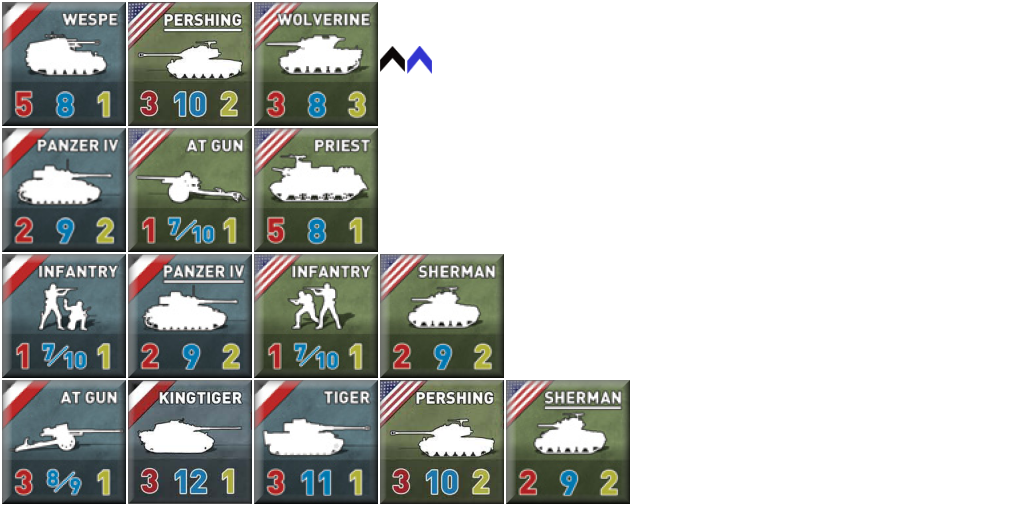 WESPE PERSHING WOLVERINE
5 8 1 3 10 2 3 8 3
PANZER IV AT GUN PRIEST
2 9 2 1 7/10 1 5 8 1
INFANTRY PANZER IV INFANTRY SHERMAN
1 7/10 1 2 9 2 1 7/10 1 2 9 2
AT GUN KINGTIGER TIGER PERSHING SHERMAN
3 8/9 1 3 12 1 3 11 1 3 10 2 2 9 2